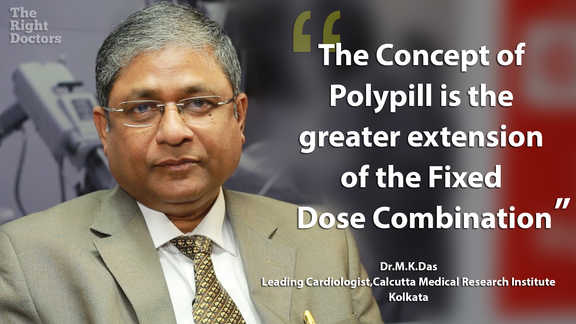 The
Right
Doctors
“The Concept of
Polypill is the
greater extension
of the Fixed
Dose Combination”
Dr.M.K.Das
Leading Cardiologist,Calcutta Medical Research Institute
Kolkata